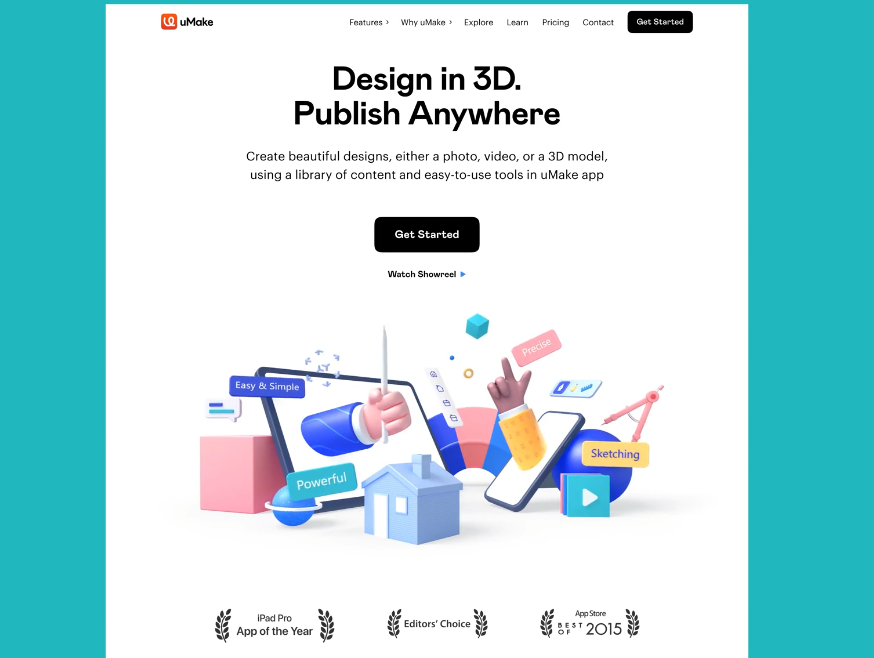 uMake
Features Why uMake Explore Learn Pricing Contact Get Started
Design in 3D.
Publish Anywhere
Create beautiful designs, either a photo, video, or a 3D model,
using a library of content and easy-to-use tools in uMake app
Get Started
Watch Showreel
Precise
Easy & Simple
Sketching
Powerful
iPad Pro
App of the Year
Editors' Choice
App Store
BEST
OF
2015